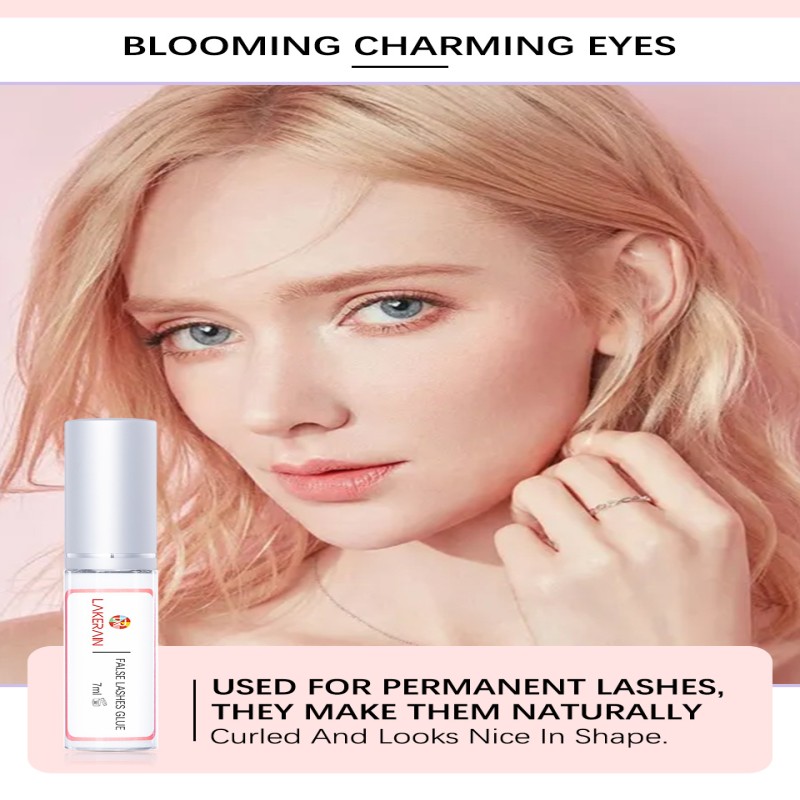 BLOOMING CHARMING EYES
LAKERAIN
FALSE LASHES GLUE
7ml
USED FOR PERMANENT LASHES,
THEY MAKE THEM NATURALLY
Curled And Looks Nice In Shape.